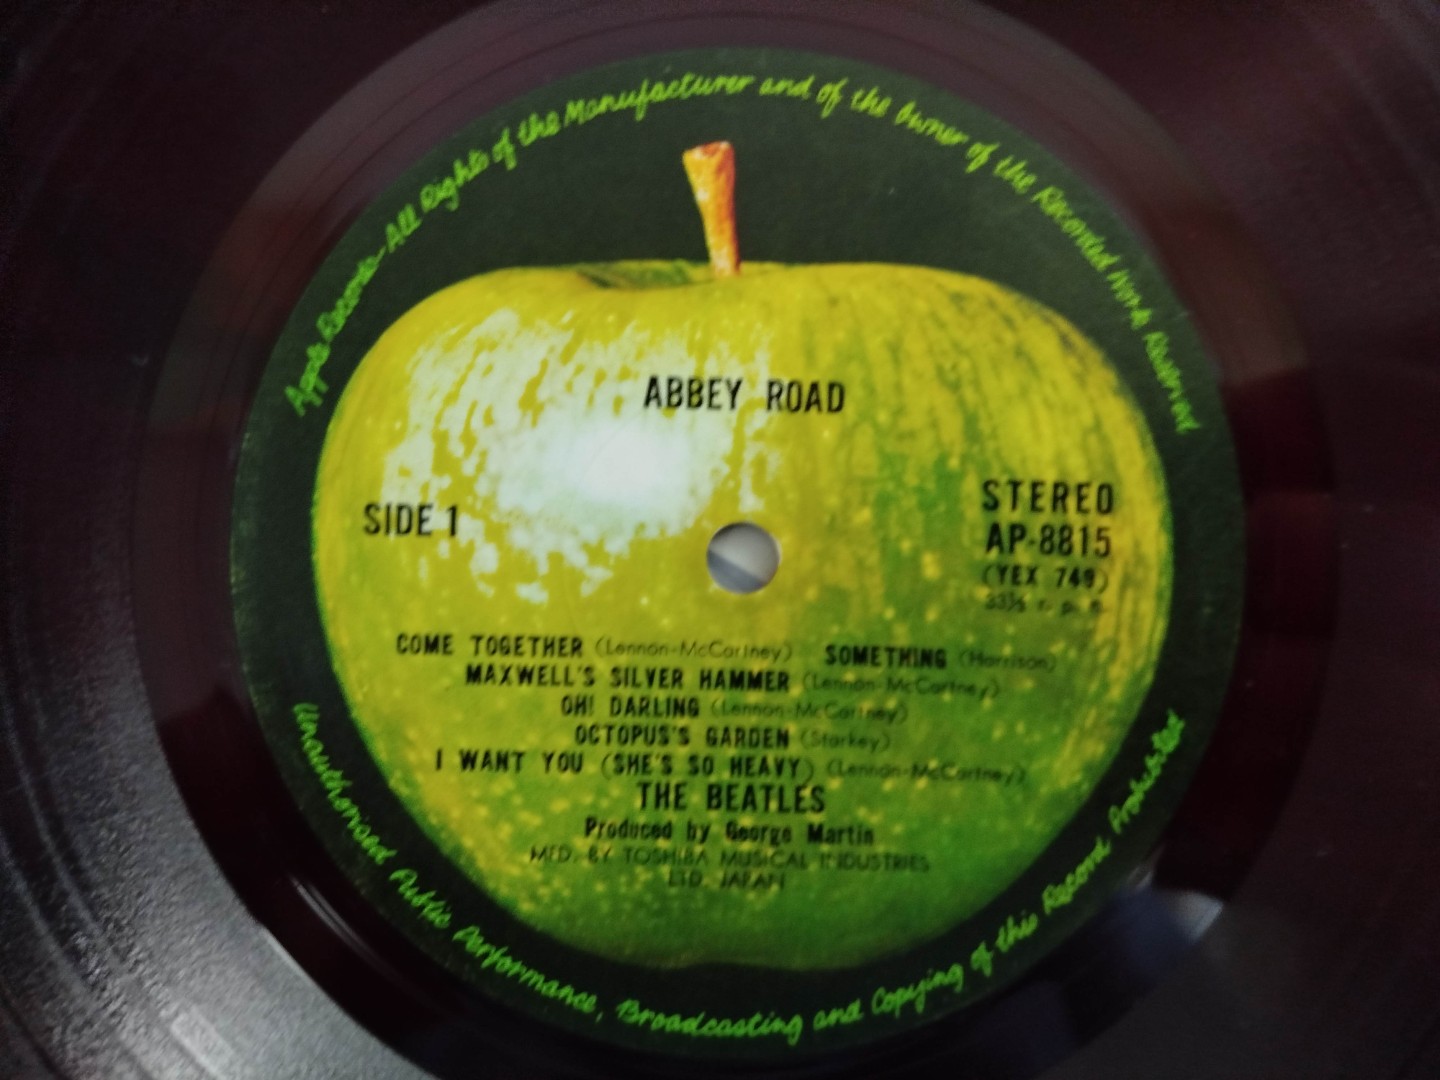 Apple Records-All Rights of the Manufacturer and of the Owner of the Recorded Work Reserved
ABBEY ROAD
SIDE 1
STEREO
AP-8815
(YEX 749)
33⅓ r. p. m.
COME TOGETHER (Lennon-McCartney) SOMETHING (Harrison)
MAXWELL'S SILVER HAMMER (Lennon-McCartney)
OH! DARLING (Lennon-McCartney)
OCTOPUS'S GARDEN (Starkey)
I WANT YOU (SHE'S SO HEAVY) (Lennon-McCartney)
THE BEATLES
Produced by George Martin
MFD. BY TOSHIBA MUSICAL INDUSTRIES
LTD. JAPAN
Unauthorised Public Performance, Broadcasting and Copying of this Record Prohibited